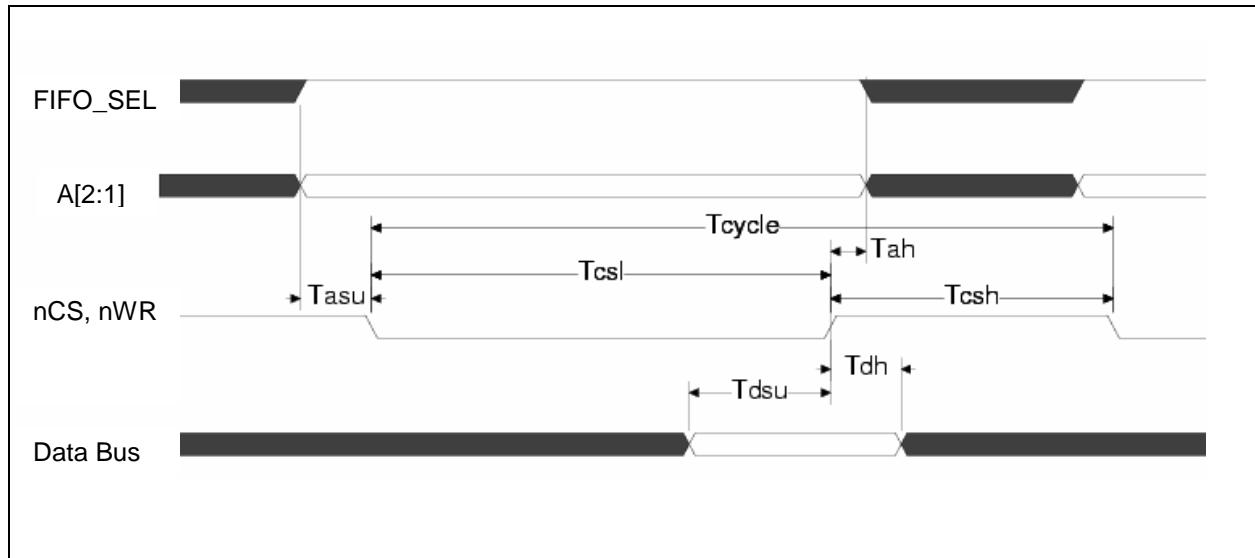 FIFO_SEL
A[2:1]
Tcycle
Tah
Tcsl
Tasu
Tcsh
nCS, nWR
Tdh
Tdsu
Data Bus